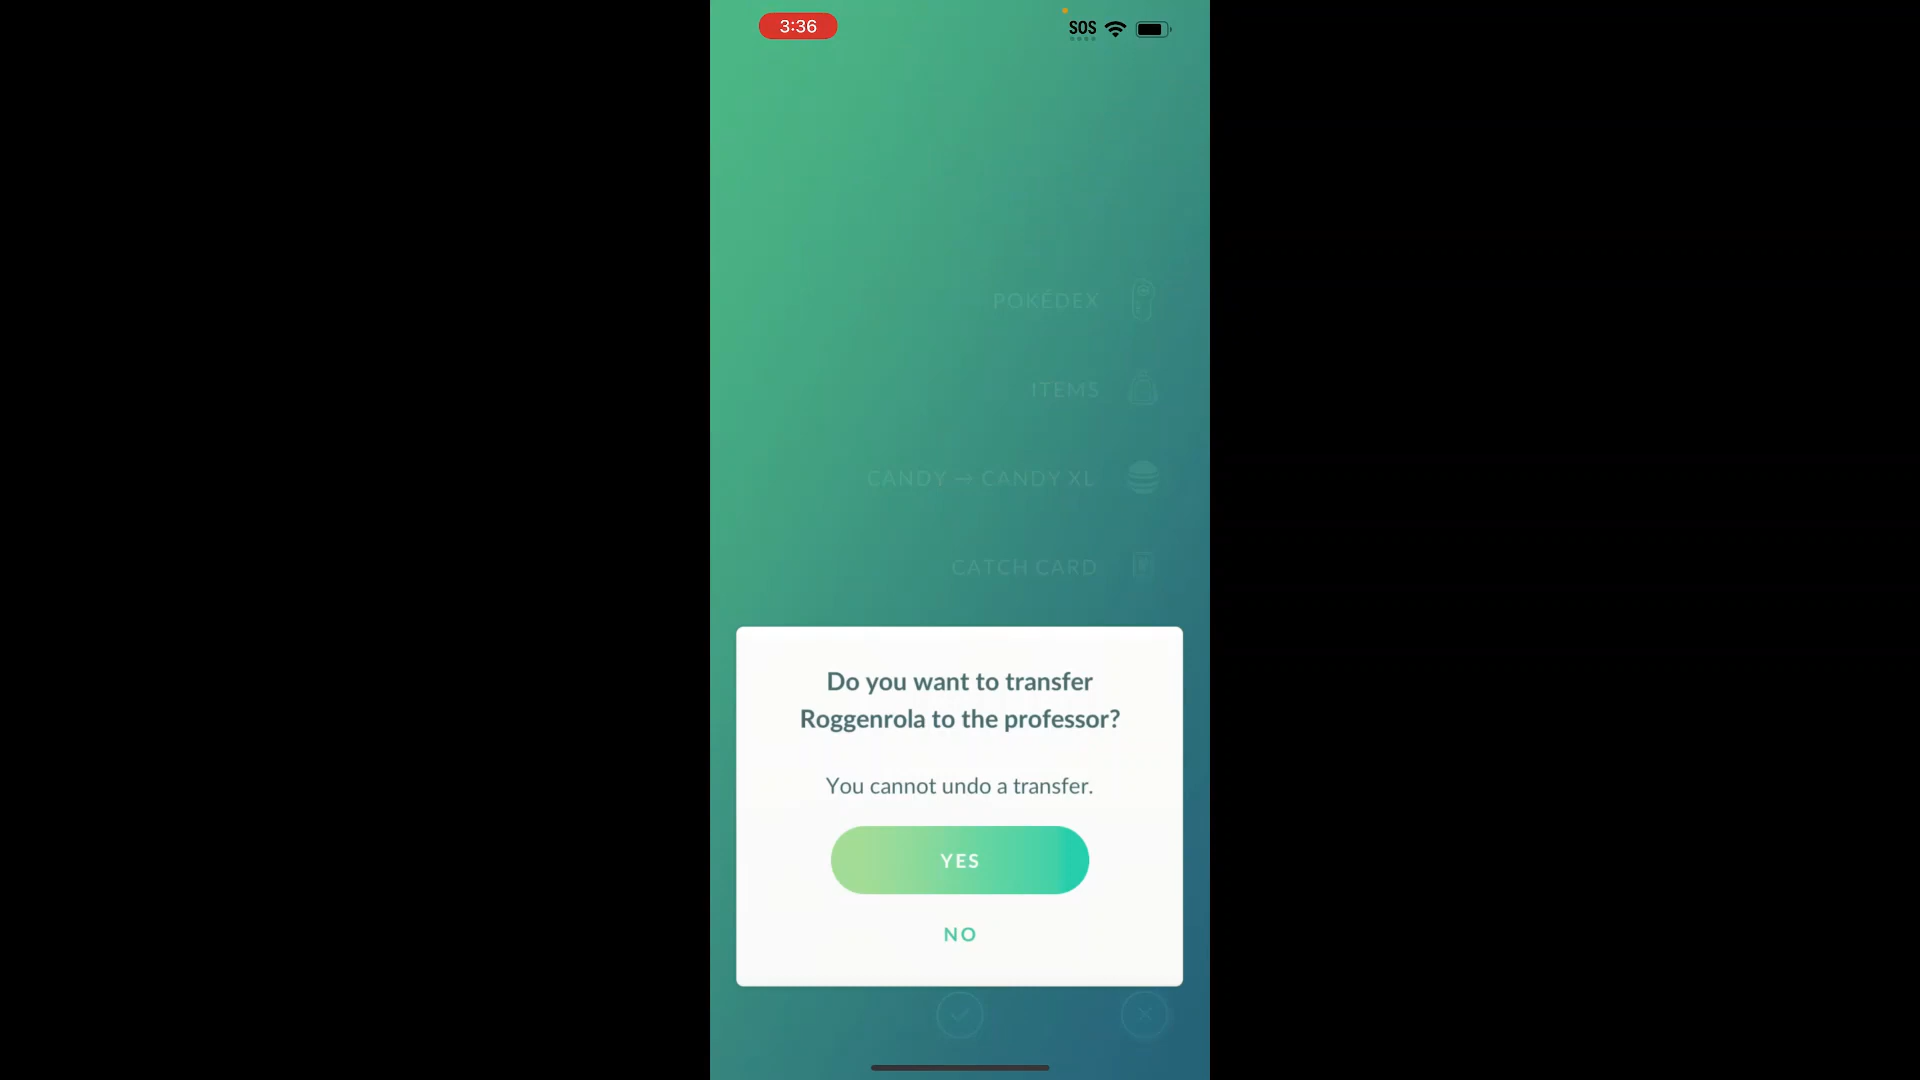 3:36
SOS
POKÉDEX
ITEMS
CANDY → CANDY XL
CATCH CARD
Do you want to transfer
Roggenrola to the professor?
You cannot undo a transfer.
YES
NO